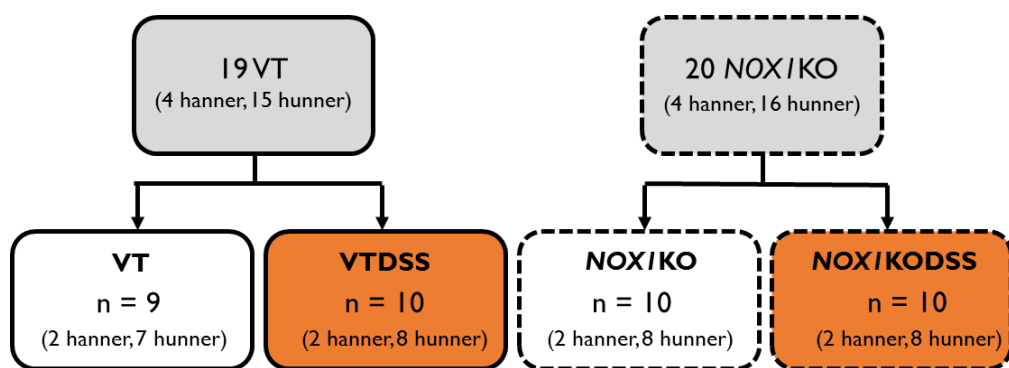 19 VT
(4 hanner, 15 hunner)
20 NOX1KO
(4 hanner, 16 hunner)
VT
n = 9
(2 hanner, 7 hunner)
VTDSS
n = 10
(2 hanner, 8 hunner)
NOX1KO
n = 10
(2 hanner, 8 hunner)
NOX1KODSS
n = 10
(2 hanner, 8 hunner)